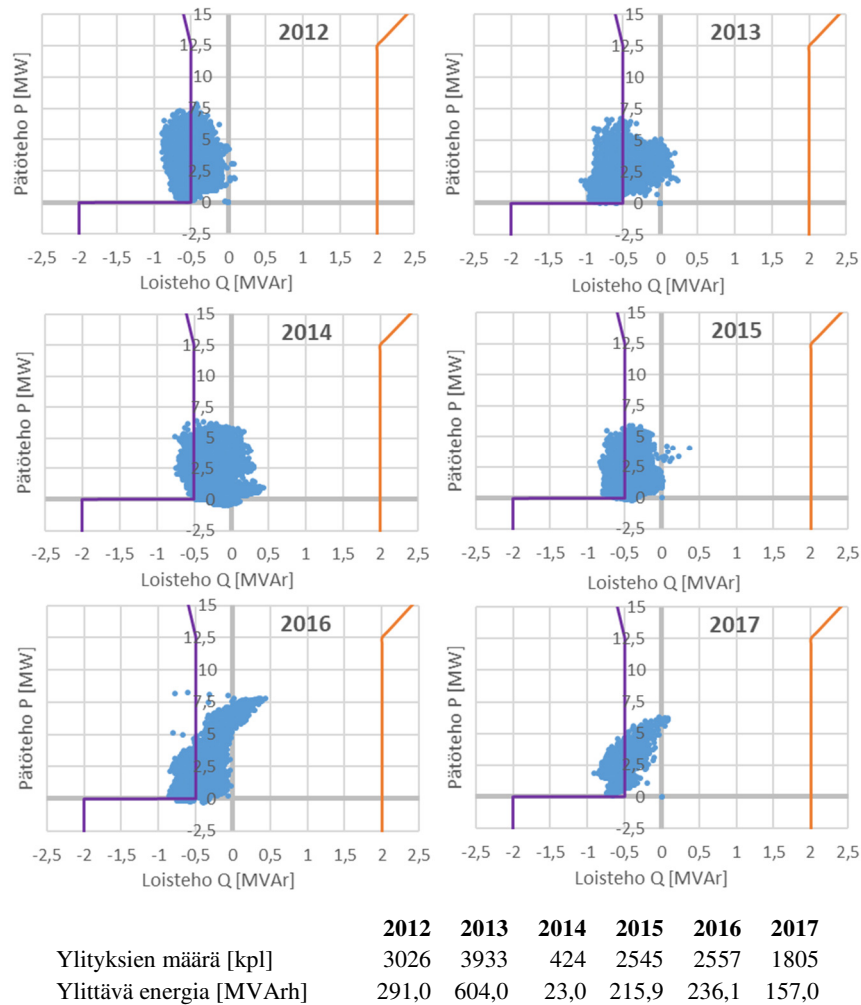 Pätöteho P [MW]
15
2012
12,5
10
7,5
5
2,5
0
-2,5
-2,5 -2 -1,5 -1 -0,5 0 0,5 1 1,5 2 2,5
Loisteho Q [MVAr]
Pätöteho P [MW]
15
2013
12,5
10
7,5
5
2,5
0
-2,5
-2,5 -2 -1,5 -1 -0,5 0 0,5 1 1,5 2 2,5
Loisteho Q [MVAr]
Pätöteho P [MW]
15
2014
12,5
10
7,5
5
2,5
0
-2,5
-2,5 -2 -1,5 -1 -0,5 0 0,5 1 1,5 2 2,5
Loisteho Q [MVAr]
Pätöteho P [MW]
15
2015
12,5
10
7,5
5
2,5
0
-2,5
-2,5 -2 -1,5 -1 -0,5 0 0,5 1 1,5 2 2,5
Loisteho Q [MVAr]
Pätöteho P [MW]
15
2016
12,5
10
7,5
5
2,5
0
-2,5
-2,5 -2 -1,5 -1 -0,5 0 0,5 1 1,5 2 2,5
Loisteho Q [MVAr]
Pätöteho P [MW]
15
2017
12,5
10
7,5
5
2,5
0
-2,5
-2,5 -2 -1,5 -1 -0,5 0 0,5 1 1,5 2 2,5
Loisteho Q [MVAr]
2012 2013 2014 2015 2016 2017
Ylityksien määrä [kpl] 3026 3933 424 2545 2557 1805
Ylittävä energia [MVArh] 291,0 604,0 23,0 215,9 236,1 157,0